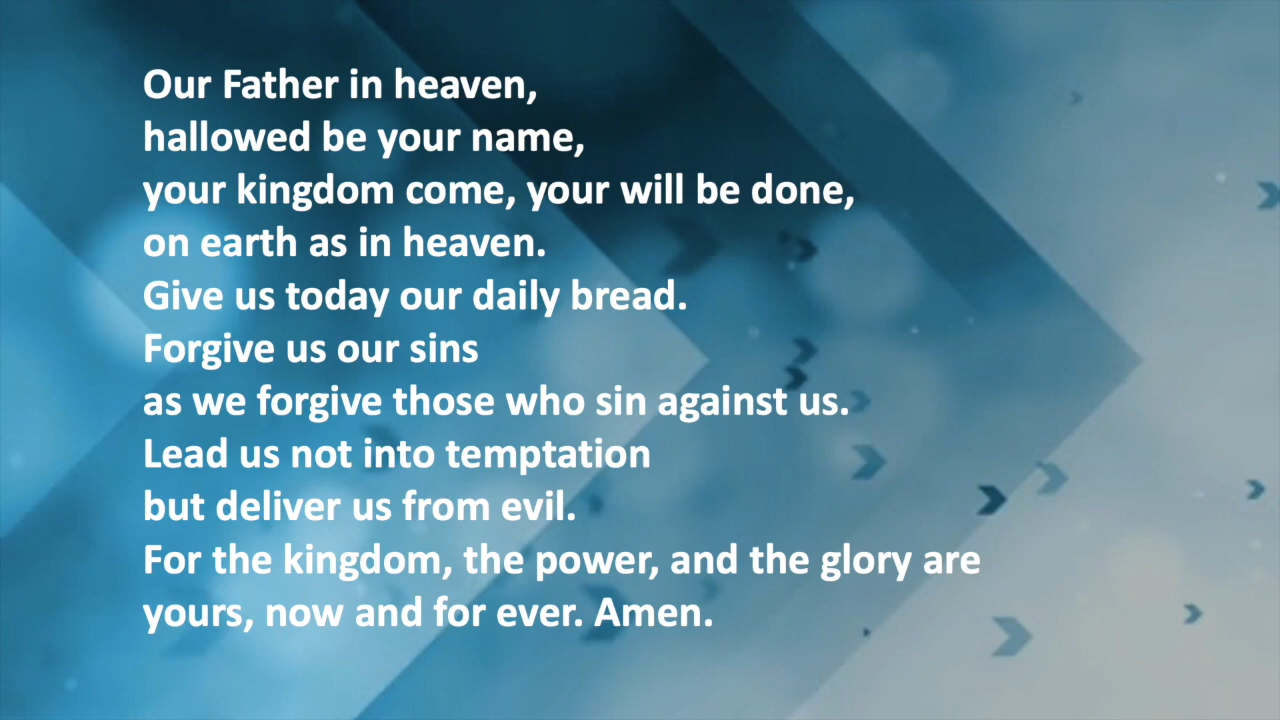 Our Father in heaven,
hallowed be your name,
your kingdom come, your will be done,
on earth as in heaven.
Give us today our daily bread.
Forgive us our sins
as we forgive those who sin against us.
Lead us not into temptation
but deliver us from evil.
For the kingdom, the power, and the glory are
yours, now and for ever. Amen.